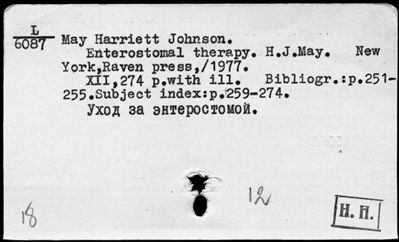 L
6087
May Harriett Johnson.
Enterostomal therapy. H.J.May. New
York,Raven press,/1977.
XII,274 p.with ill. Bibliogr.:p.251-
255.Subject index:p.259-274.
Уход за энтеростомой.
18
12
Н. П.